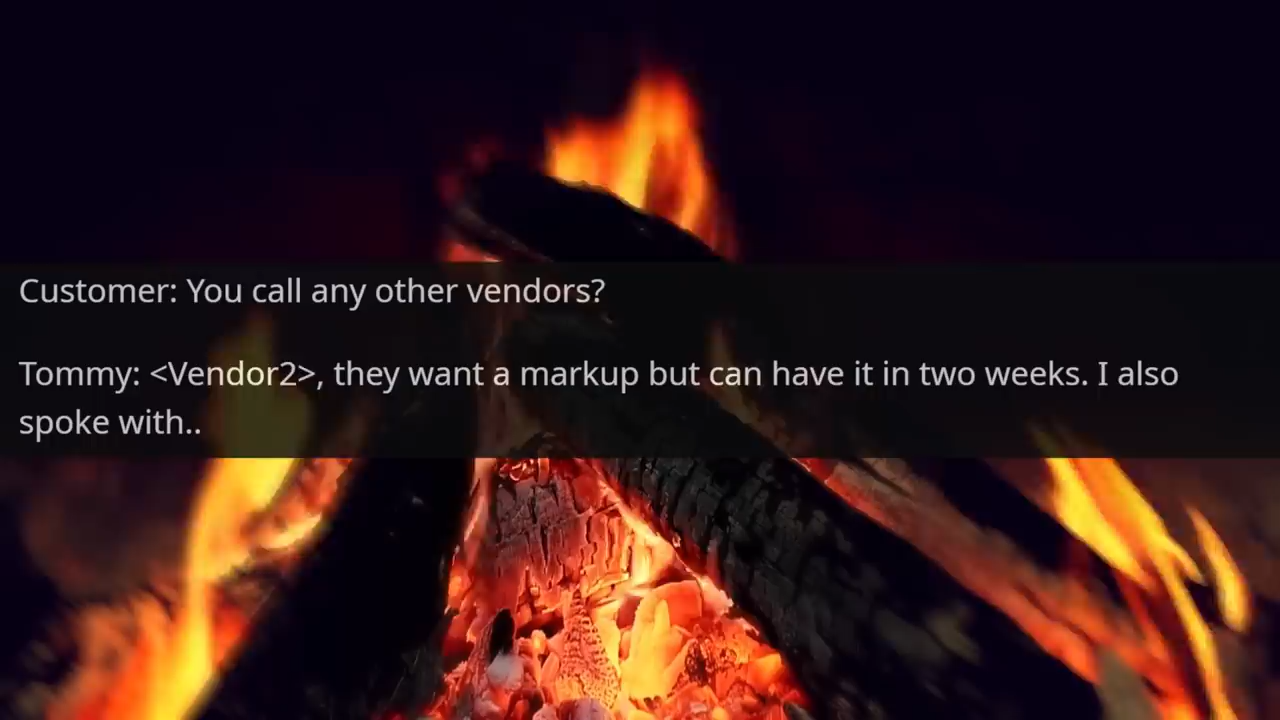 Customer: You call any other vendors?
Tommy: <Vendor2>, they want a markup but can have it in two weeks. I also
spoke with..